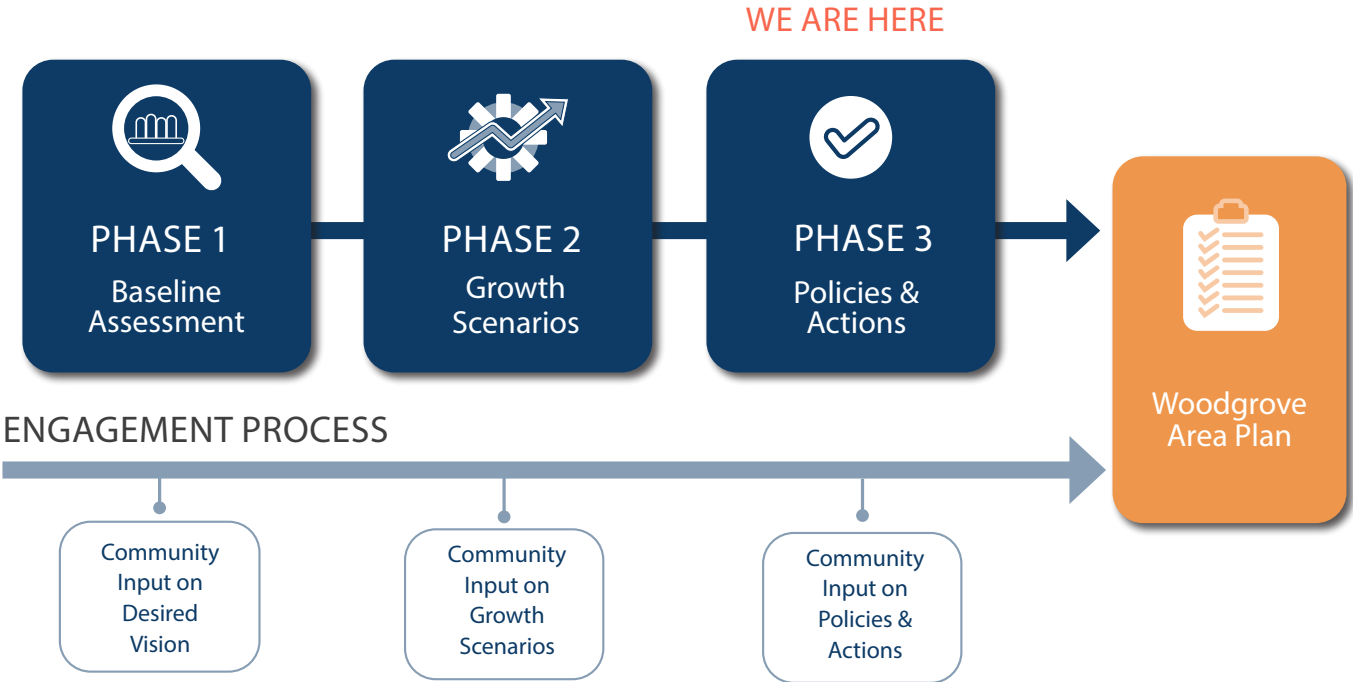 WE ARE HERE
PHASE 1
Baseline
Assessment
PHASE 2
Growth
Scenarios
PHASE 3
Policies &
Actions
Woodgrove
Area Plan
ENGAGEMENT PROCESS
Community
Input on
Desired
Vision
Community
Input on
Growth
Scenarios
Community
Input on
Policies &
Actions